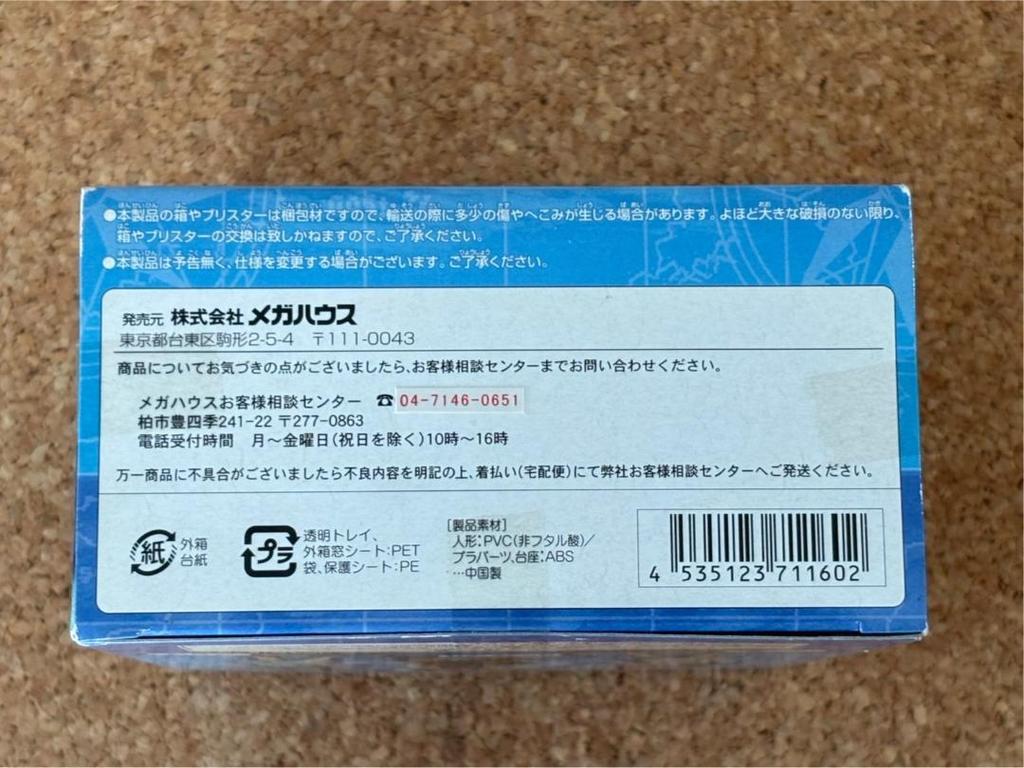 ●本製品の箱やブリスターは梱包材ですので、輸送の際に多少の傷やへこみが生じる場合があります。よほど大きな破損のない限り、
箱やブリスターの交換は致しかねますので、ご了承ください。
●本製品は予告無く、仕様を変更する場合がございます。ご了承ください。
発売元 株式会社 メガハウス
東京都台東区駒形2-5-4 〒111-0043
商品についてお気づきの点がございましたら、お客様相談センターまでお問い合わせください。
メガハウスお客様相談センター ☎04-7146-0651
柏市豊四季241-22 〒277-0863
電話受付時間 月～金曜日(祝日を除く)10時～16時
万一商品に不具合がございましたら不良内容を明記の上、着払い(宅配便)にて弊社お客様相談センターへご発送ください。
紙 外箱
台紙
プラ 透明トレイ、
外箱窓シート:PET
袋、保護シート:PE
[製品素材]
人形:PVC(非フタル酸)/
プラパーツ、台座:ABS
…中国製
4 535123 711602